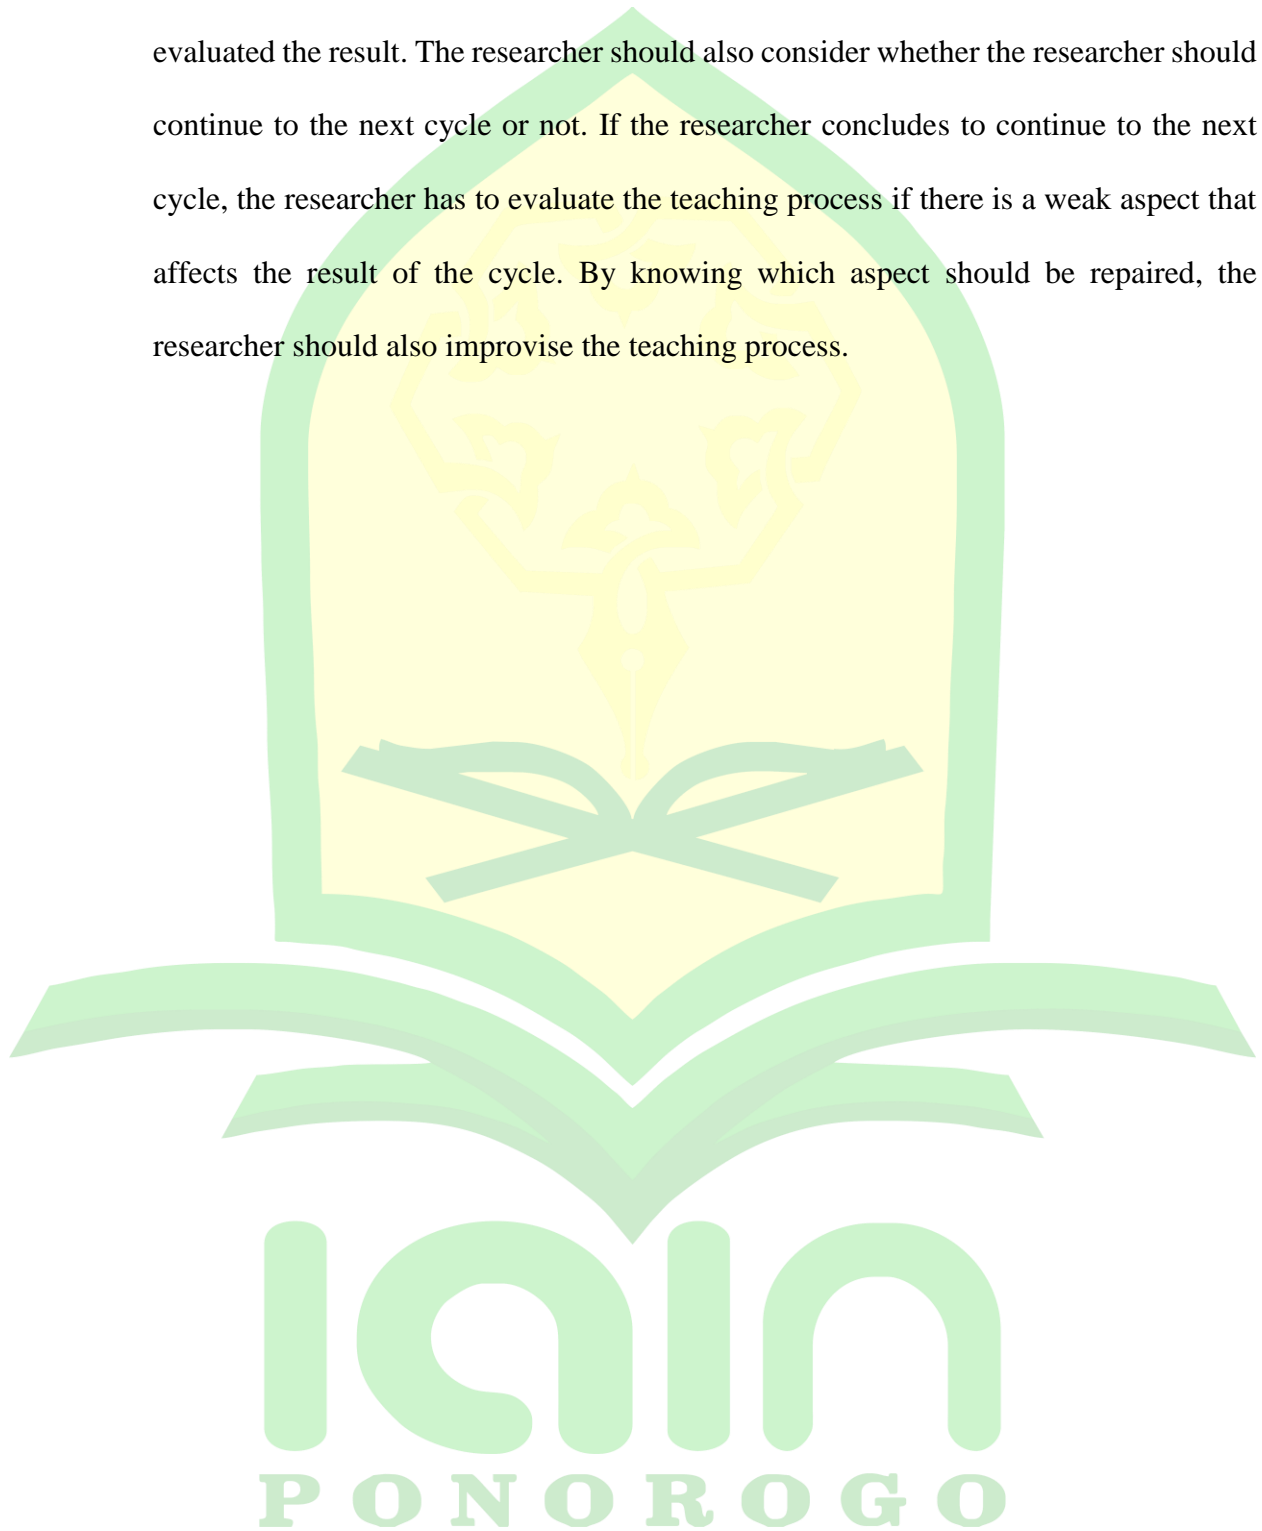 evaluated the result. The researcher should also consider whether the researcher should
continue to the next cycle or not. If the researcher concludes to continue to the next
cycle, the researcher has to evaluate the teaching process if there is a weak aspect that
affects the result of the cycle. By knowing which aspect should be repaired, the
researcher should also improvise the teaching process.
iain
PONOROGO